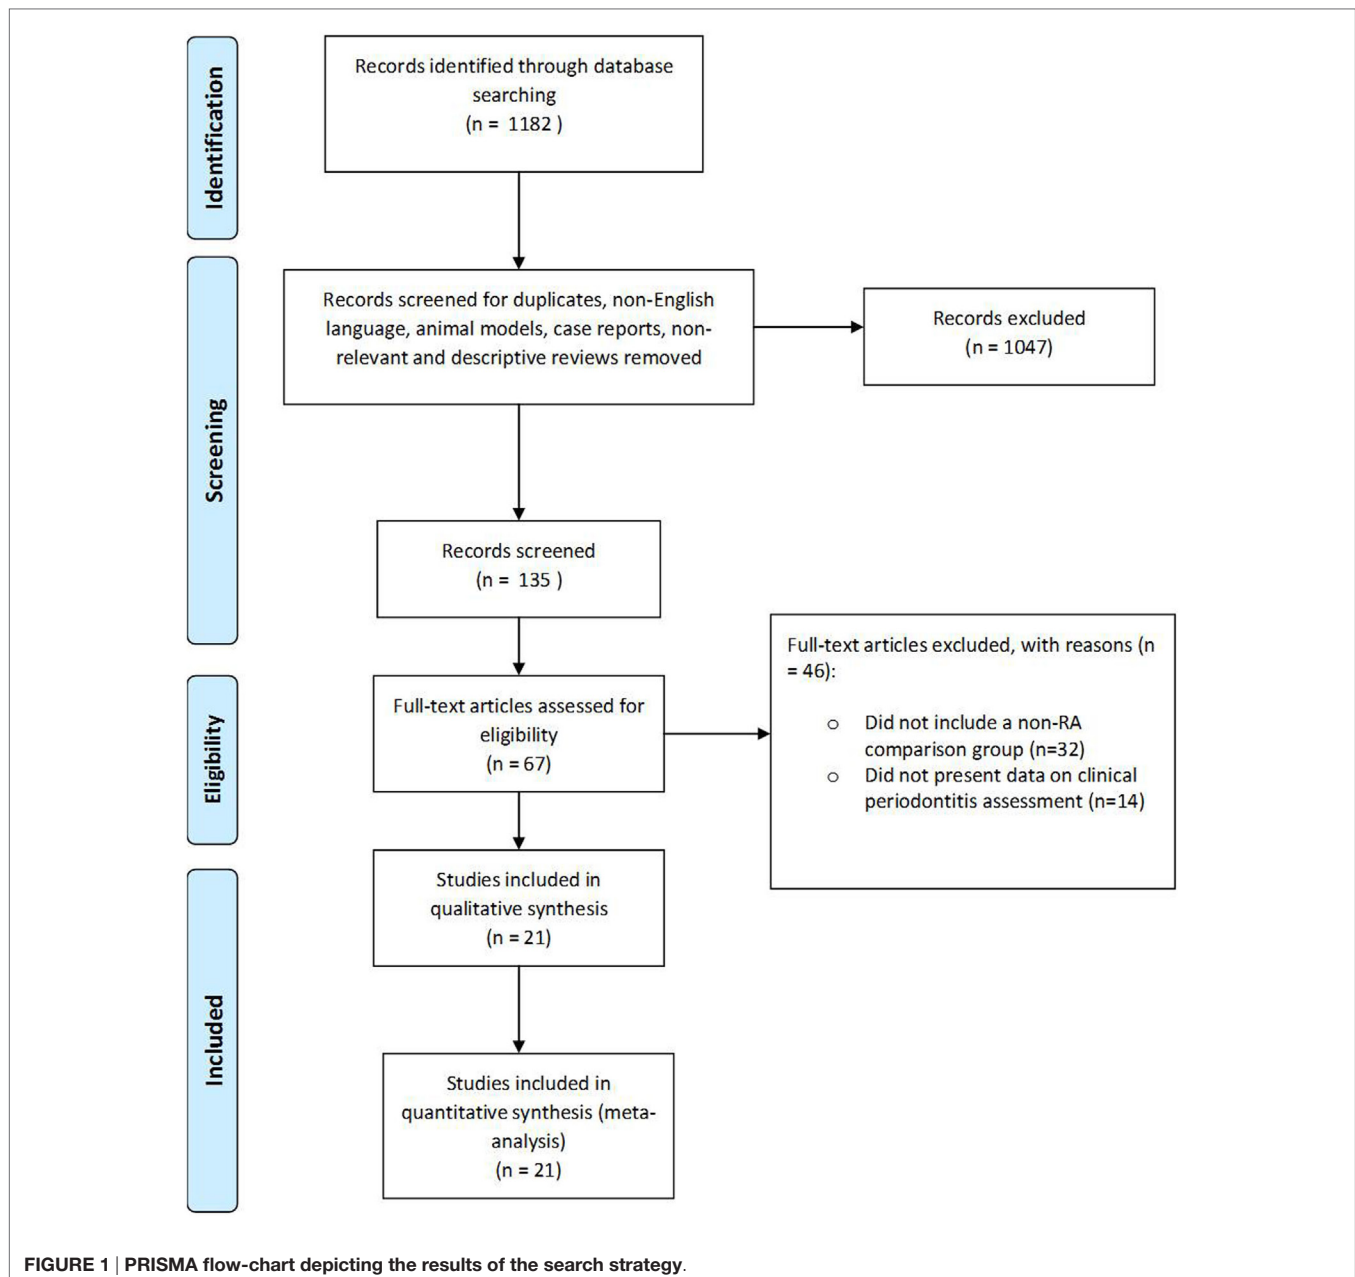 Identification
Records identified through database
searching
(n =  1182 )
Screening
Records screened for duplicates, non-English
language, animal models, case reports, non-
relevant and descriptive reviews removed
Records excluded
(n = 1047)
Records screened
(n =  135 )
Eligibility
Full-text articles assessed for
eligibility
(n = 67)
Full-text articles excluded, with reasons (n
= 46):
o Did not include a non-RA
comparison group (n=32)
o Did not present data on clinical
periodontitis assessment (n=14)
Included
Studies included in
qualitative synthesis
(n = 21)
Studies included in
quantitative synthesis (meta-
analysis)
(n = 21)
FIGURE 1 | PRISMA flow-chart depicting the results of the search strategy.